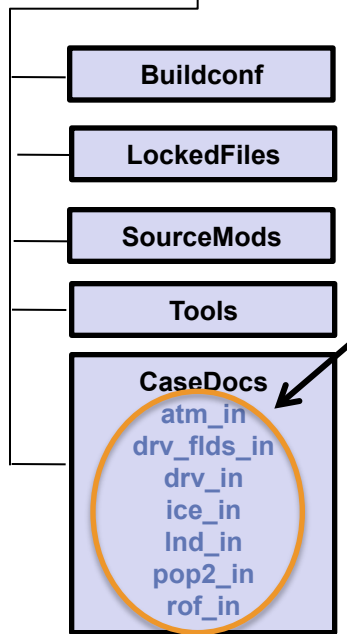 Buildconf
LockedFiles
SourceMods
Tools
CaseDocs
atm_in
drv_flds_in
drv_in
ice_in
lnd_in
pop2_in
rof_in